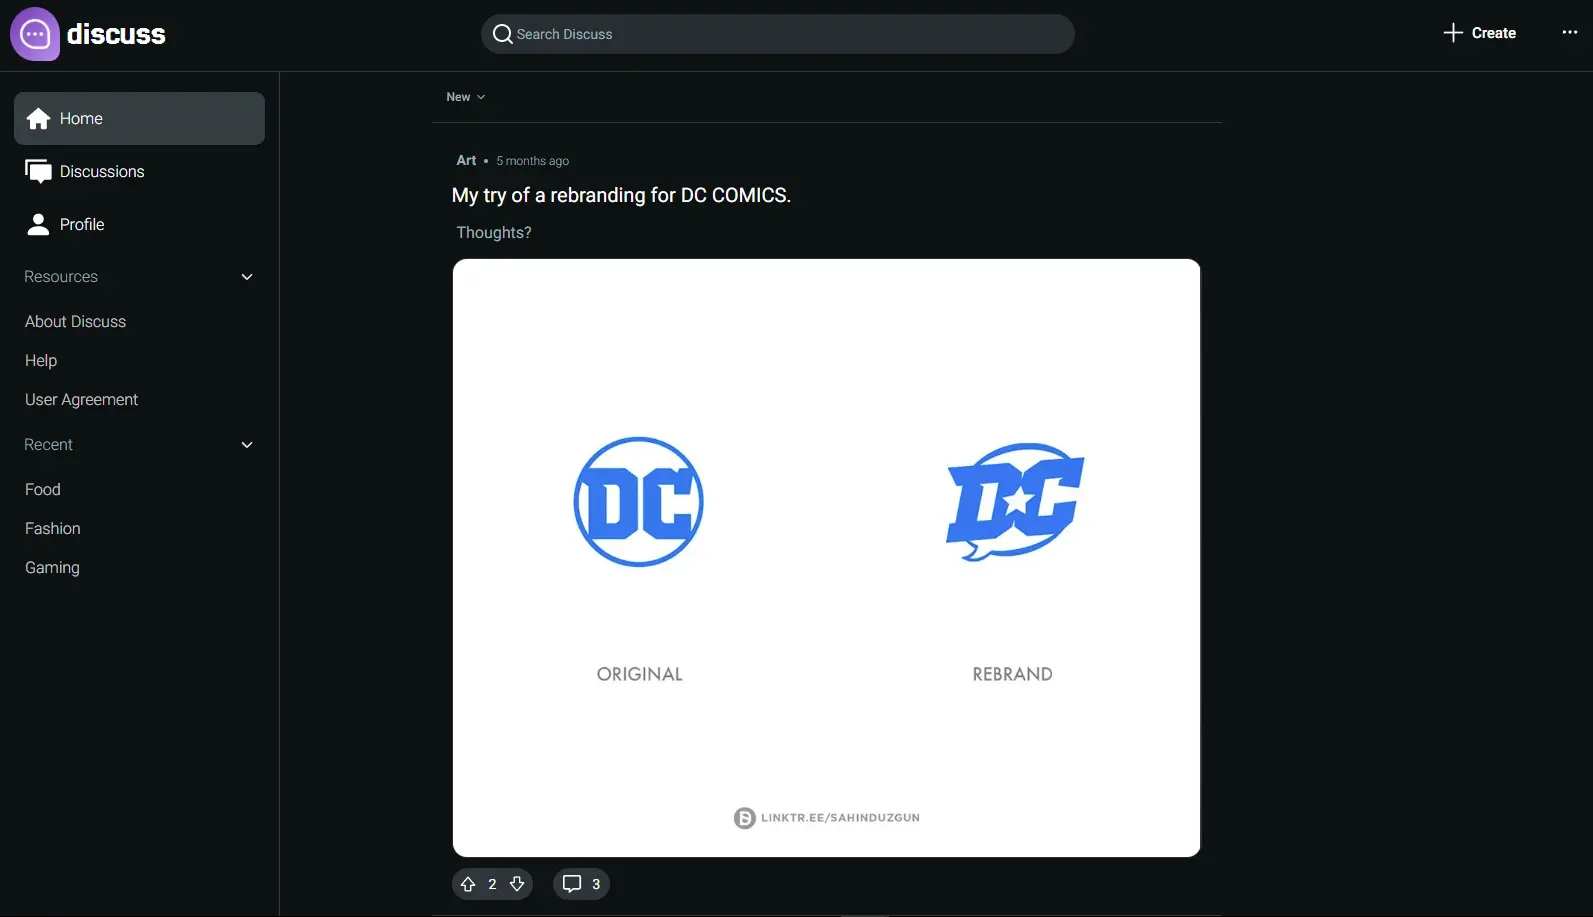 discuss
Search Discuss
Create
Home
Discussions
Profile
Resources
About Discuss
Help
User Agreement
Recent
Food
Fashion
Gaming
New
Art • 5 months ago
My try of a rebranding for DC COMICS.
Thoughts?
DC
DC
ORIGINAL
REBRAND
LINKTR.EE/SAHINDUZGUN
2
3